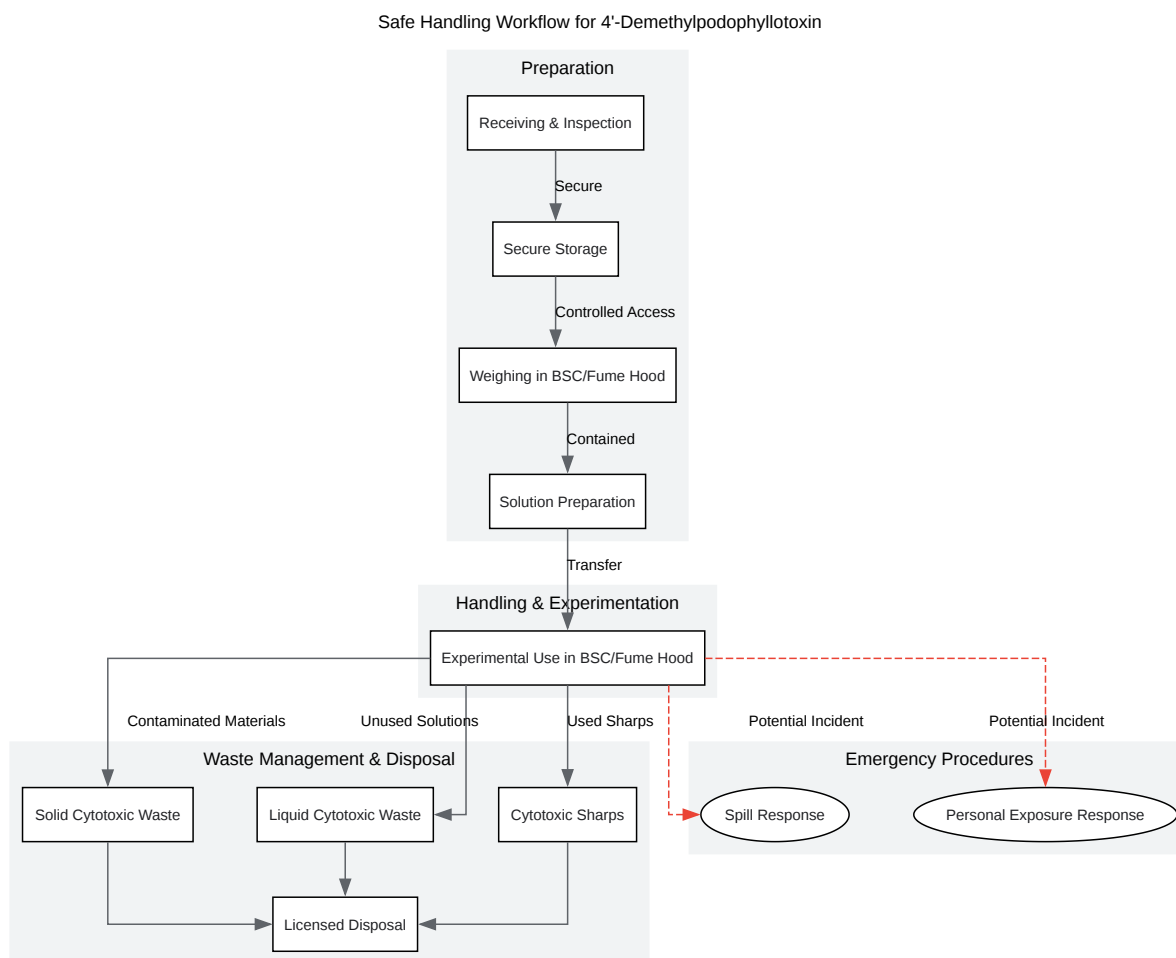 Safe Handling Workflow for 4'-Demethylpodophyllotoxin
Preparation
Receiving & Inspection
Secure
Secure Storage
Controlled Access
Weighing in BSC/Fume Hood
Contained
Solution Preparation
Transfer
Handling & Experimentation
Experimental Use in BSC/Fume Hood
Contaminated Materials
Unused Solutions
Used Sharps
Potential Incident
Potential Incident
Waste Management & Disposal
Emergency Procedures
Solid Cytotoxic Waste
Liquid Cytotoxic Waste
Cytotoxic Sharps
Spill Response
Personal Exposure Response
Licensed Disposal